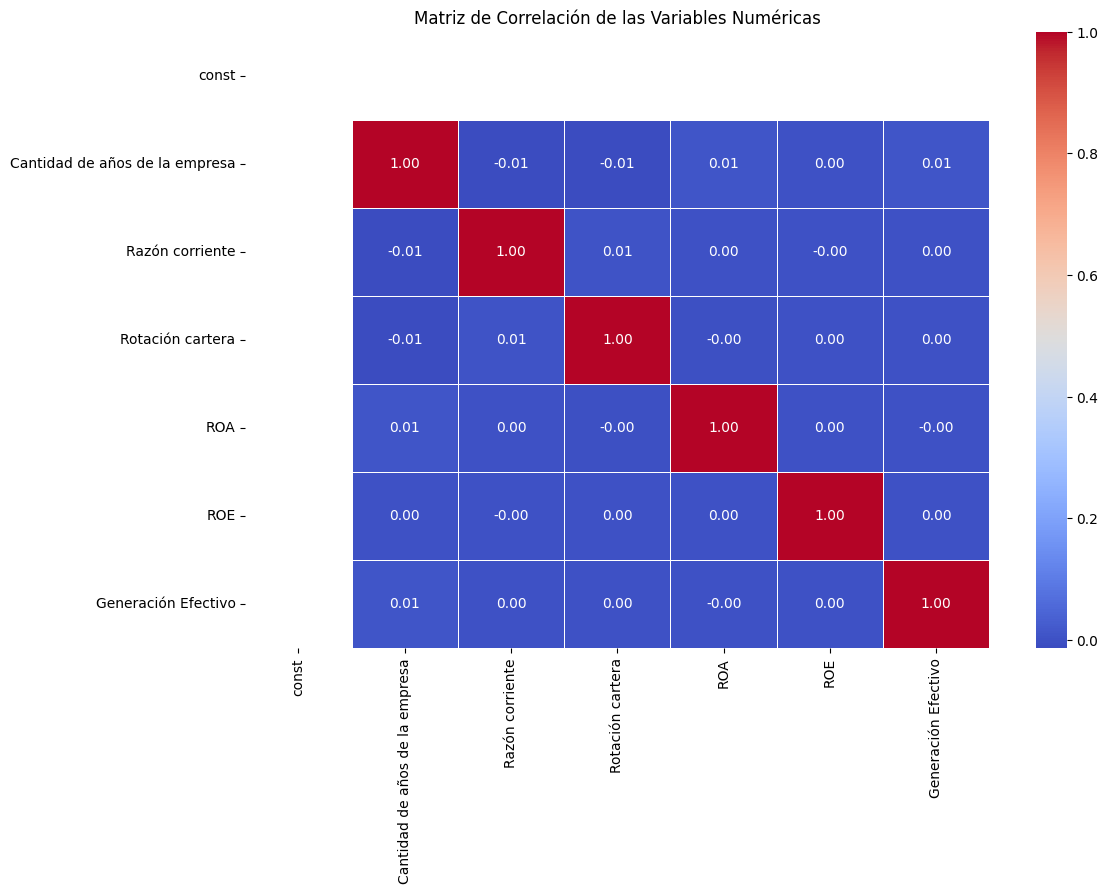 Matriz de Correlación de las Variables Numéricas
const
Cantidad de años de la empresa
Razón corriente
Rotación cartera
ROA
ROE
Generación Efectivo
1.00 -0.01 -0.01 0.01 0.00 0.01
-0.01 1.00 0.01 0.00 -0.00 0.00
-0.01 0.01 1.00 -0.00 0.00 0.00
0.01 0.00 -0.00 1.00 0.00 -0.00
0.00 -0.00 0.00 0.00 1.00 0.00
0.01 0.00 0.00 -0.00 0.00 1.00
const
Cantidad de años de la empresa
Razón corriente
Rotación cartera
ROA
ROE
Generación Efectivo
1.0
0.8
0.6
0.4
0.2
0.0